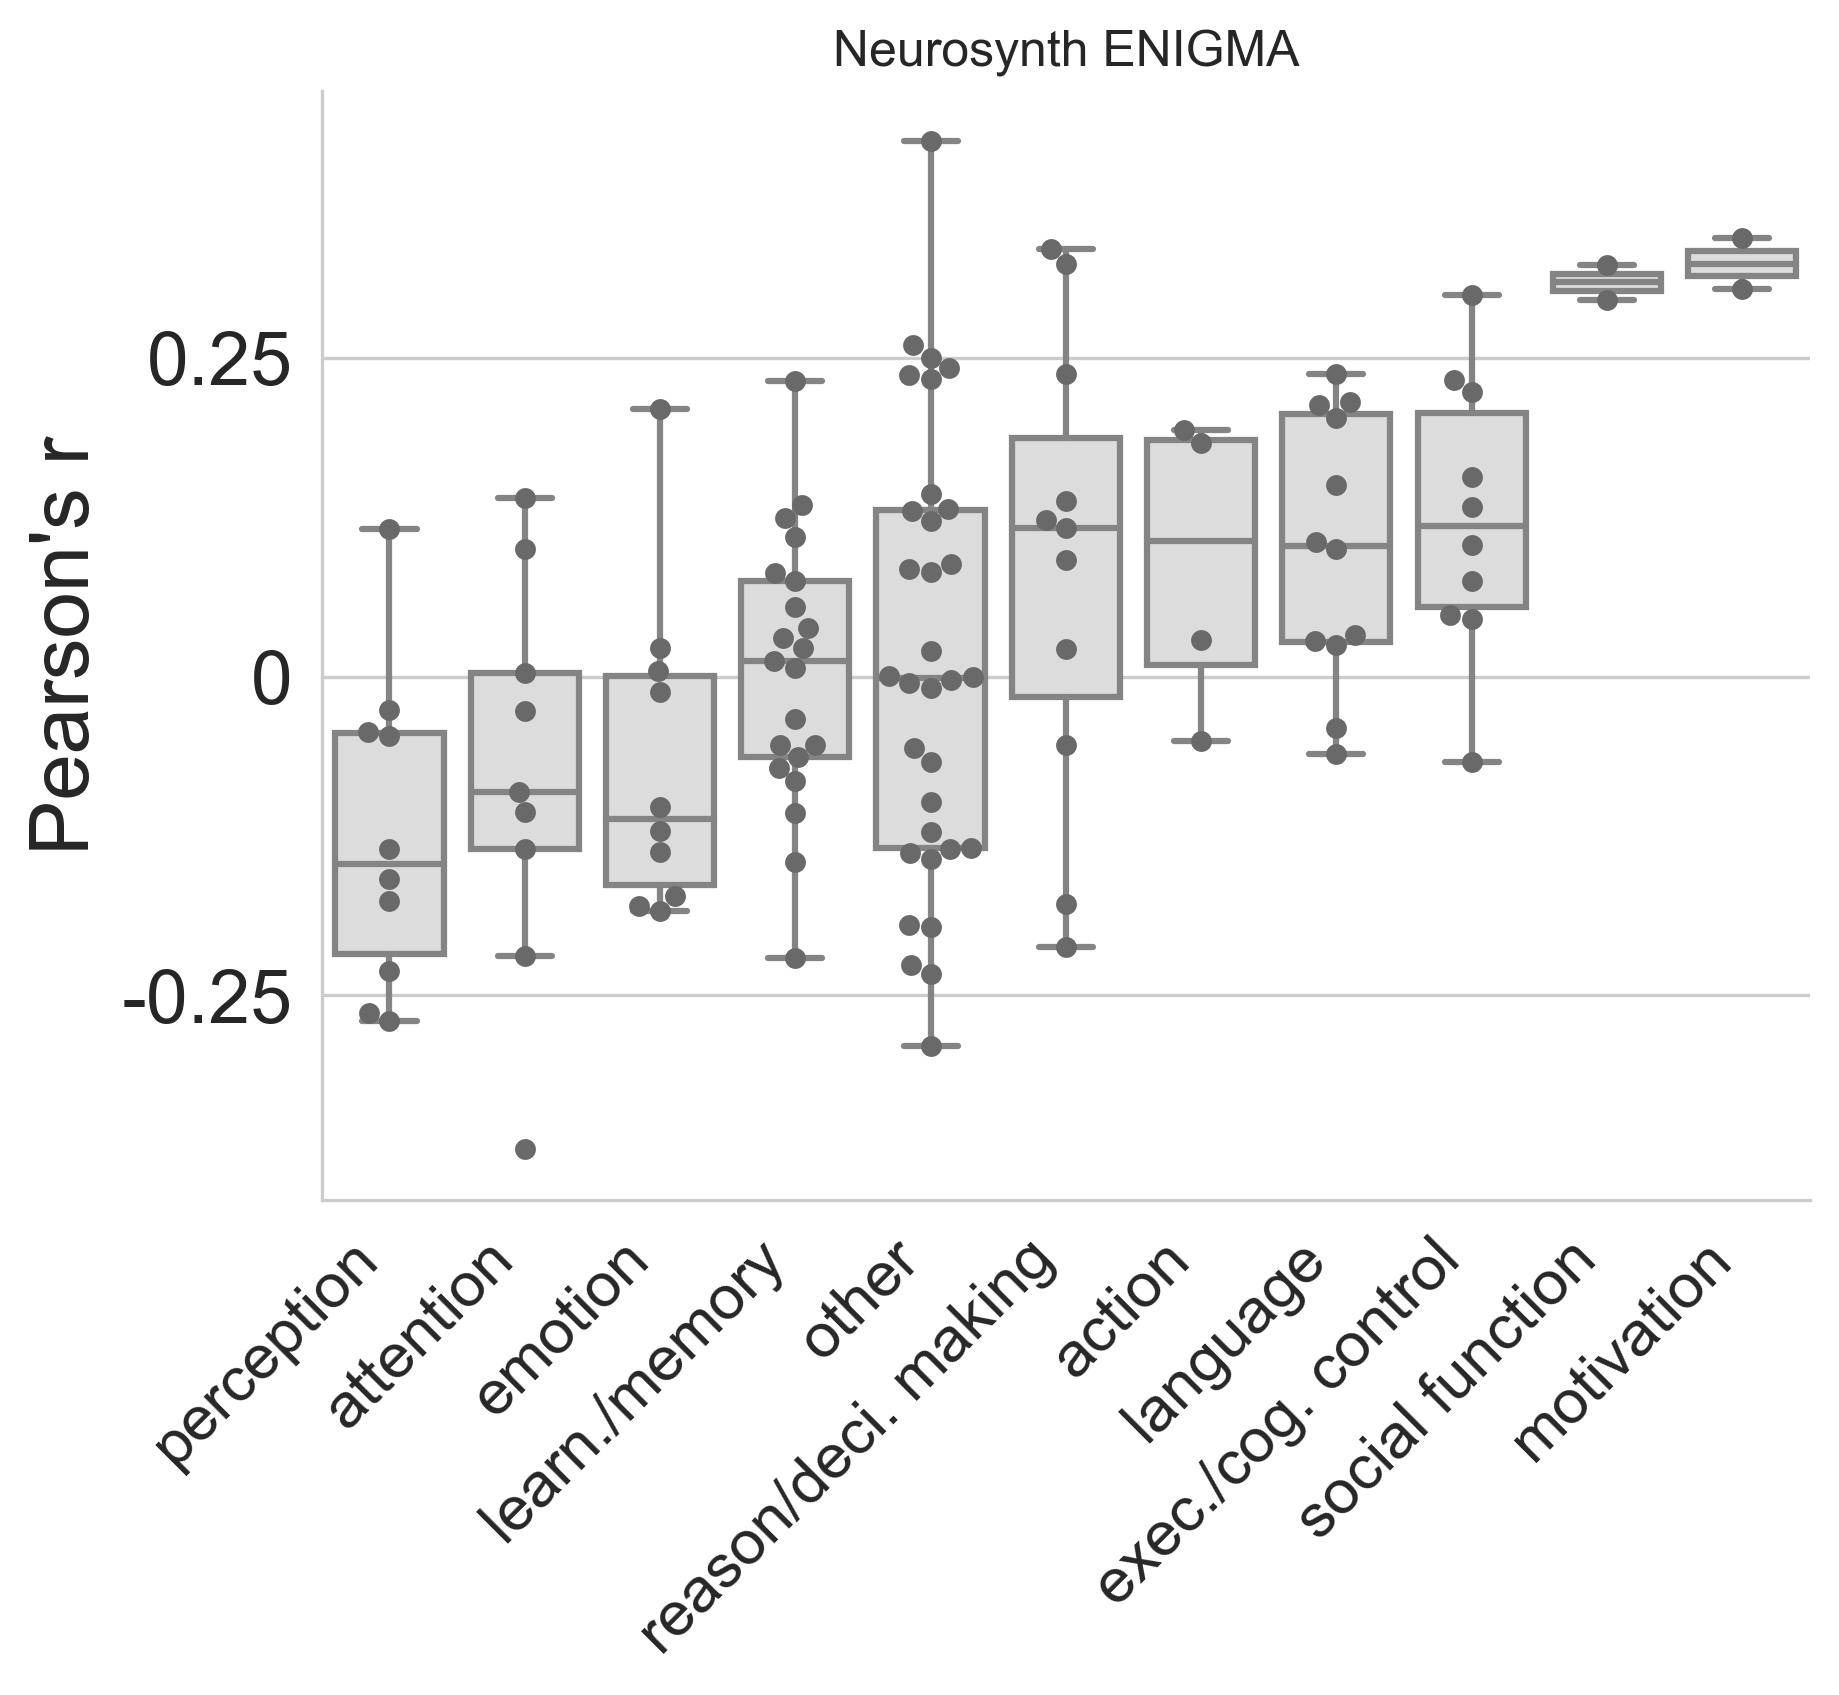 Neurosynth ENIGMA
Pearson's r
0.25
0
-0.25
perception
attention
emotion
learn./memory
other
reason/deci. making
action
language
exec./cog. control
social function
motivation